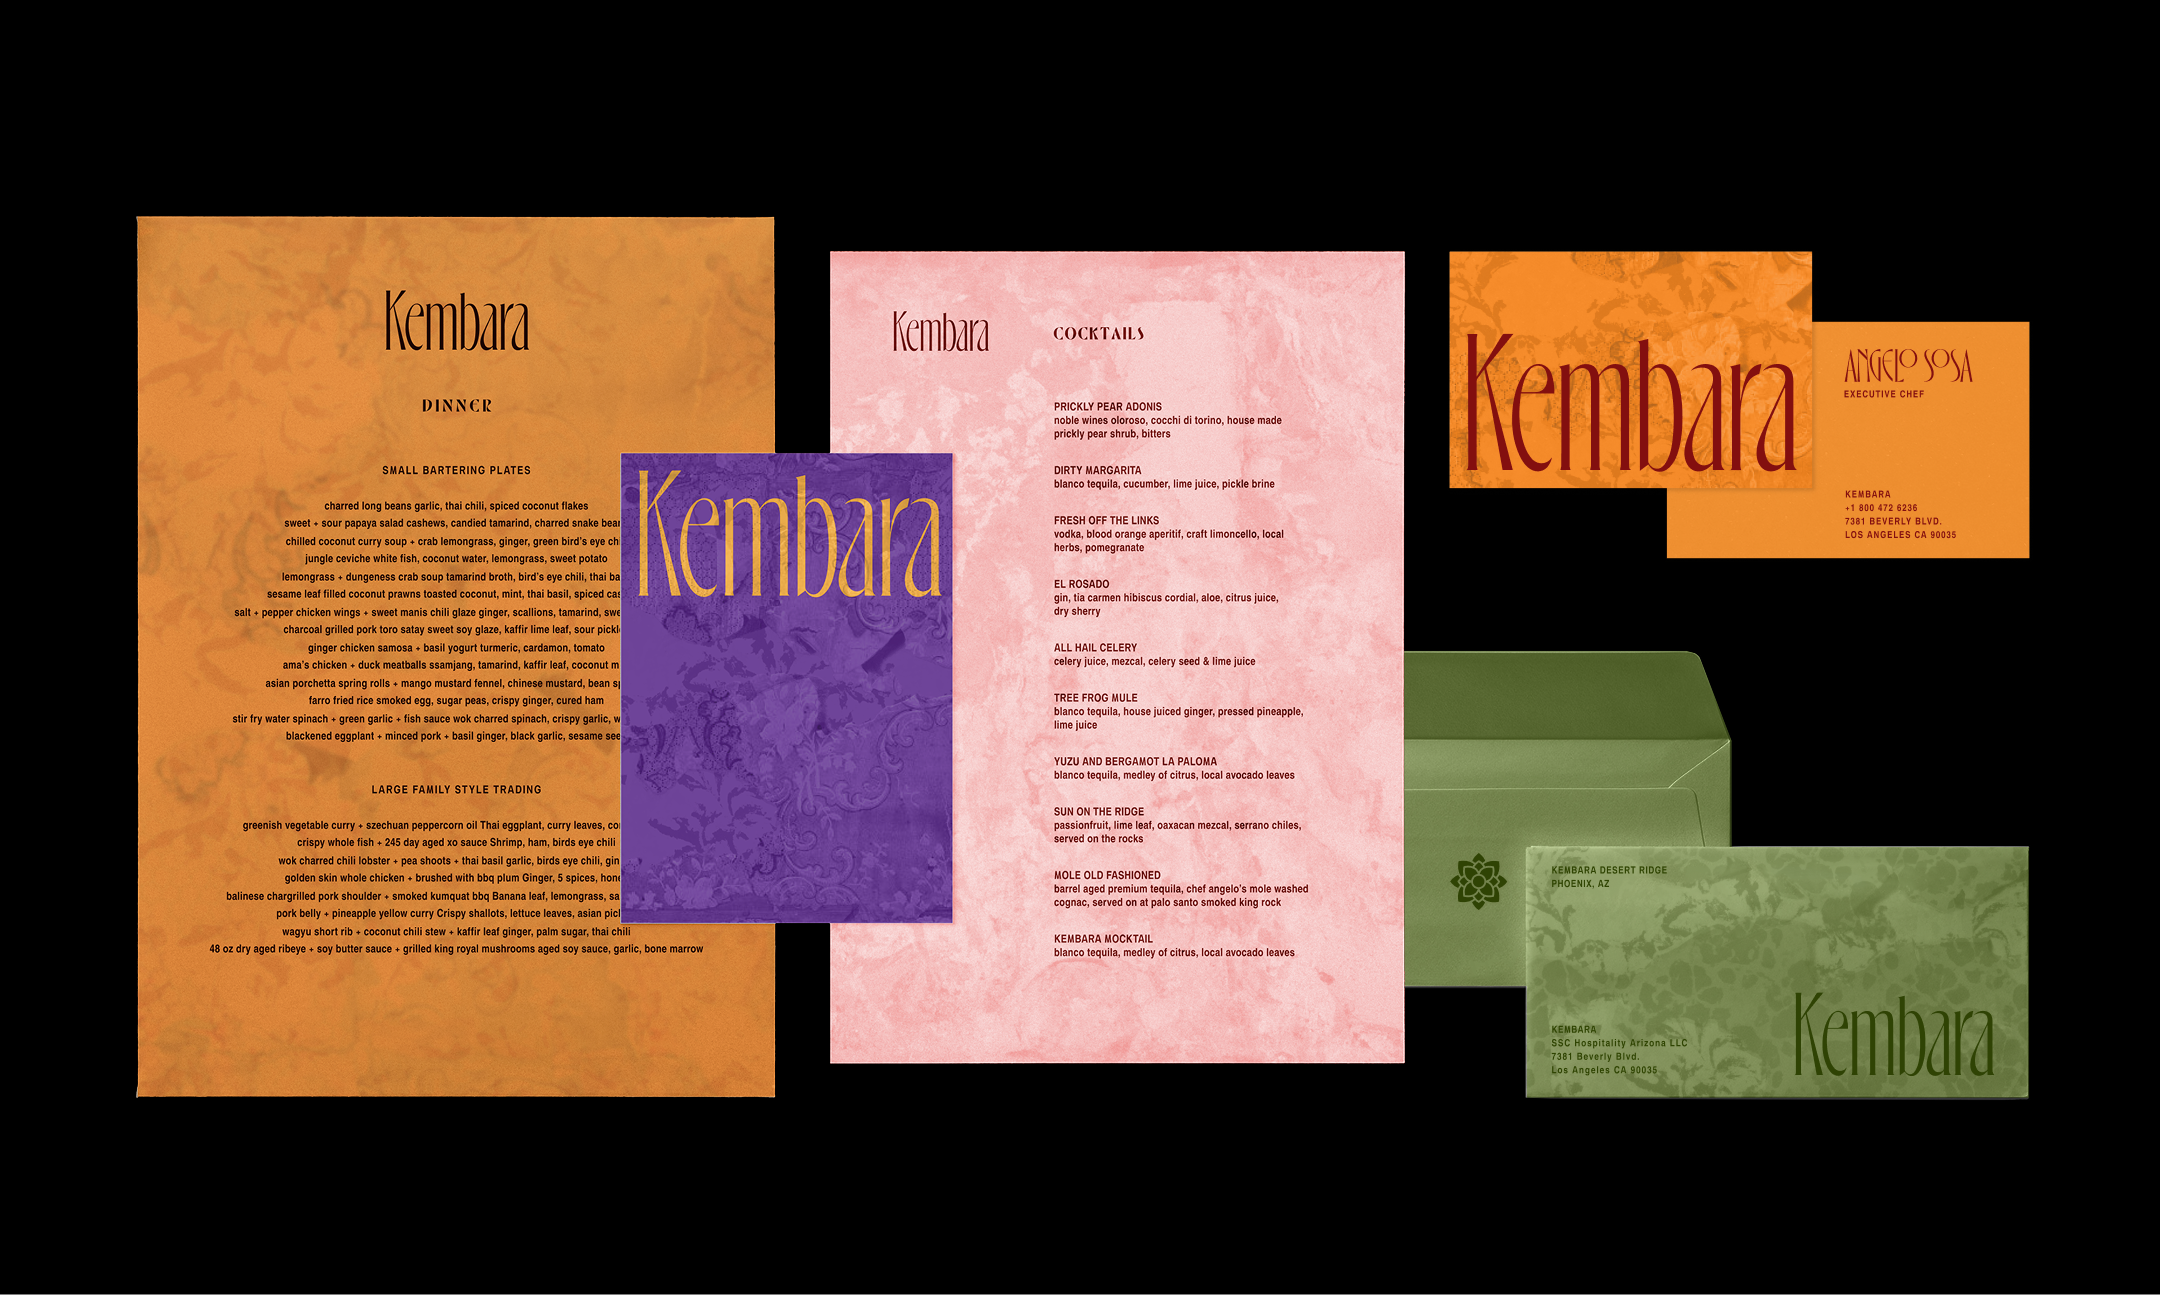 Kembara
DINNER
SMALL BARTERING PLATES
charred long beans garlic, thai chili, spiced coconut flakes
sweet + sour papaya salad cashews, candied tamarind, charred snake
chilled coconut curry soup + crab lemongrass, ginger, green bird's eye
jungle ceviche white fish, coconut water, lemongrass, sweet potato
lemongrass + dungeness crab soup tamarind broth, bird's eye chili, thai
sesame leaf filled coconut prawns toasted coconut, mint, thai basil, spiced
salt + pepper chicken wings + sweet manis chili glaze ginger, scallions, tamarind,
charcoal grilled pork toro satay sweet soy glaze, kaffir lime leaf, sour
ginger chicken samosa + basil yogurt turmeric, cardamon, tomato
ama's chicken + duck meatballs ssamjang, tamarind, kaffir leaf, coconut
asian porchetta spring rolls + mango mustard fennel, chinese mustard, bean
farro fried rice smoked egg, sugar peas, crispy ginger, cured ham
stir fry water spinach + green garlic + fish sauce wok charred spinach, crispy garlic,
blackened eggplant + minced pork + basil ginger, black garlic, sesame
LARGE FAMILY STYLE TRADING
greenish vegetable curry + szechuan peppercorn oil Thai eggplant, curry leaves,
crispy whole fish + 245 day aged xo sauce Shrimp, ham, birds eye chili
wok charred chili lobster + pea shoots + thai basil garlic, birds eye chili,
golden skin whole chicken + brushed with bbq plum Ginger, 5 spices,
balinese chargrilled pork shoulder + smoked kumquat bbq Banana leaf, lemongrass,
pork belly + pineapple yellow curry Crispy shallots, lettuce leaves, asian
wagyu short rib + coconut chili stew + kaffir leaf ginger, palm sugar, thai chili
48 oz dry aged ribeye + soy butter sauce + grilled king royal mushrooms aged soy sauce, garlic, bone marrow
Kembara
Kembara
COCKTAILS
PRICKLY PEAR ADONIS
noble wines oloroso, cocchi di torino, house made
prickly pear shrub, bitters
DIRTY MARGARITA
blanco tequila, cucumber, lime juice, pickle brine
FRESH OFF THE LINKS
vodka, blood orange aperitif, craft limoncello, local
herbs, pomegranate
EL ROSADO
gin, tia carmen hibiscus cordial, aloe, citrus juice,
dry sherry
ALL HAIL CELERY
celery juice, mezcal, celery seed & lime juice
TREE FROG MULE
blanco tequila, house juiced ginger, pressed pineapple,
lime juice
YUZU AND BERGAMOT LA PALOMA
blanco tequila, medley of citrus, local avocado leaves
SUN ON THE RIDGE
passionfruit, lime leaf, oaxacan mezcal, serrano chiles,
served on the rocks
MOLE OLD FASHIONED
barrel aged premium tequila, chef angelo's mole washed
cognac, served on at palo santo smoked king rock
KEMBARA MOCKTAIL
blanco tequila, medley of citrus, local avocado leaves
Kembara
ANGELO SOSA
EXECUTIVE CHEF
KEMBARA
+1 800 472 6236
7381 BEVERLY BLVD.
LOS ANGELES CA 90035
KEMBARA DESERT RIDGE
PHOENIX, AZ
KEMBARA
SSC Hospitality Arizona LLC
7381 Beverly Blvd.
Los Angeles CA 90035
Kembara